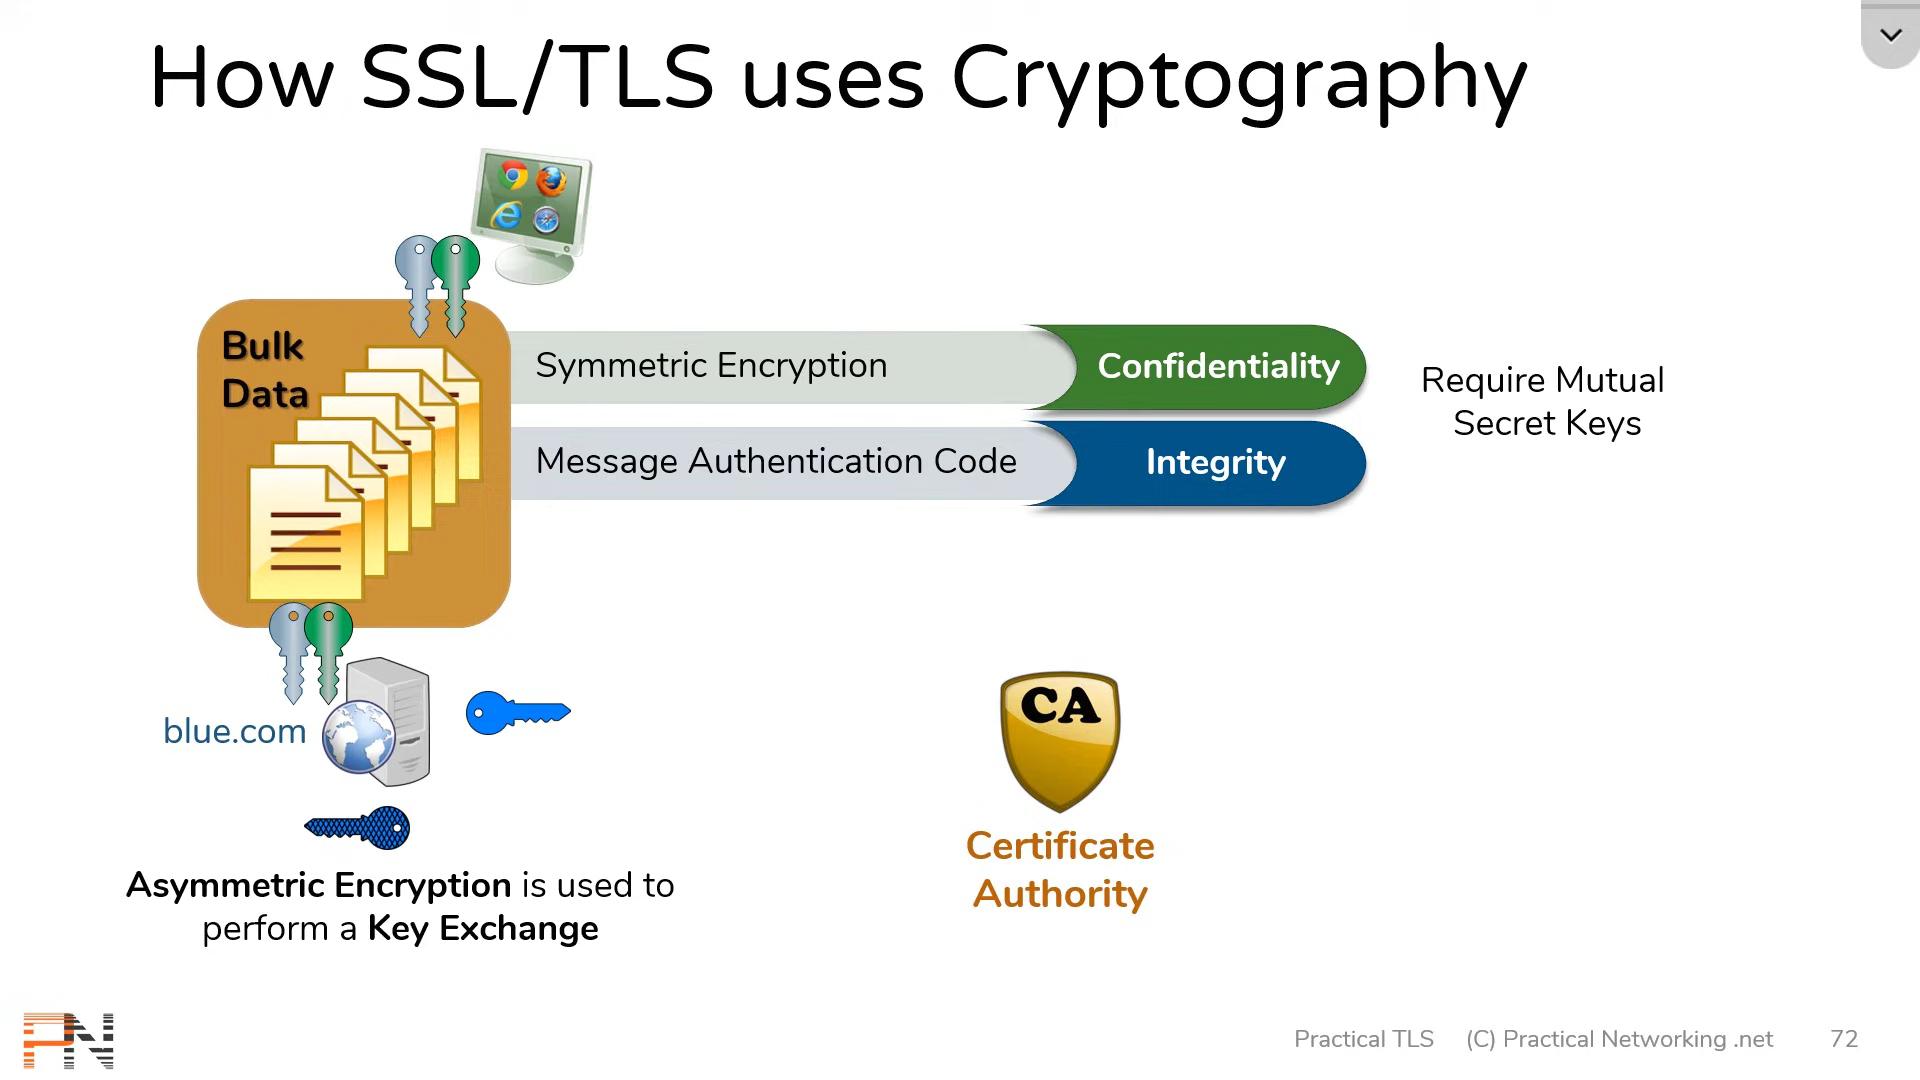 How SSL/TLS uses Cryptography
Bulk
Data
Symmetric Encryption
Confidentiality
Message Authentication Code
Integrity
Require Mutual
Secret Keys
blue.com
Asymmetric Encryption is used to
perform a Key Exchange
CA
Certificate
Authority
PN
Practical TLS (C) Practical Networking .net 72